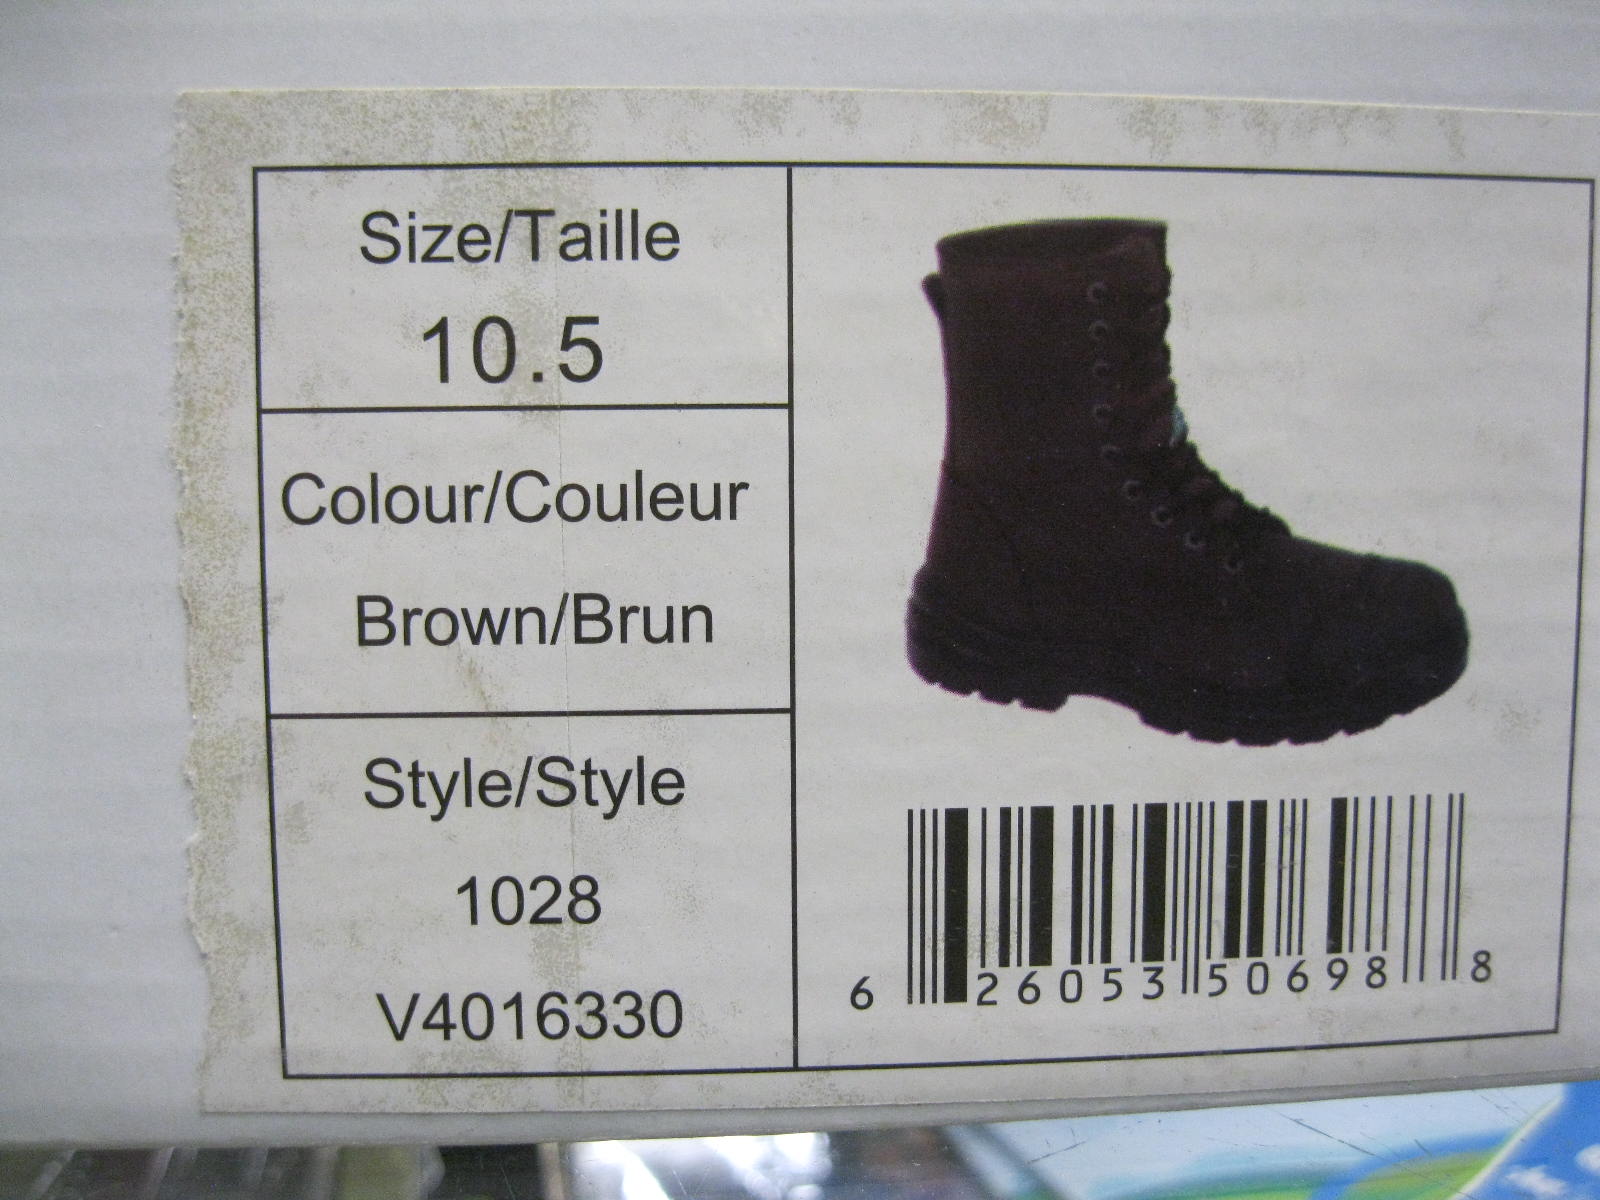 Size/Taille
10.5
Colour/Couleur
Brown/Brun
Style/Style
1028
V4016330
6 26053 50698 8